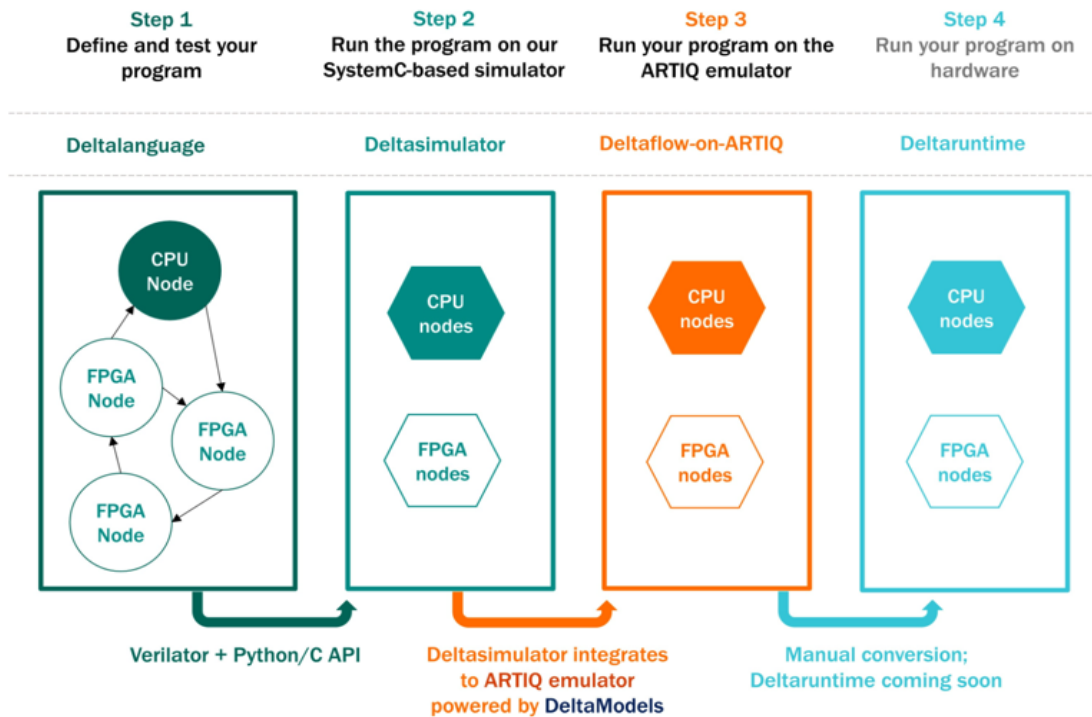 Step 1
Define and test your
program
Step 2
Run the program on our
SystemC-based simulator
Step 3
Run your program on the
ARTIQ emulator
Step 4
Run your program on
hardware
Deltalanguage
Deltasimulator
Deltaflow-on-ARTIQ
Deltaruntime
CPU
Node
FPGA
Node
FPGA
Node
FPGA
Node
CPU
nodes
FPGA
nodes
CPU
nodes
FPGA
nodes
CPU
nodes
FPGA
nodes
Verilator + Python/C API
Deltasimulator integrates
to ARTIQ emulator
powered by DeltaModels
Manual conversion;
Deltaruntime coming soon